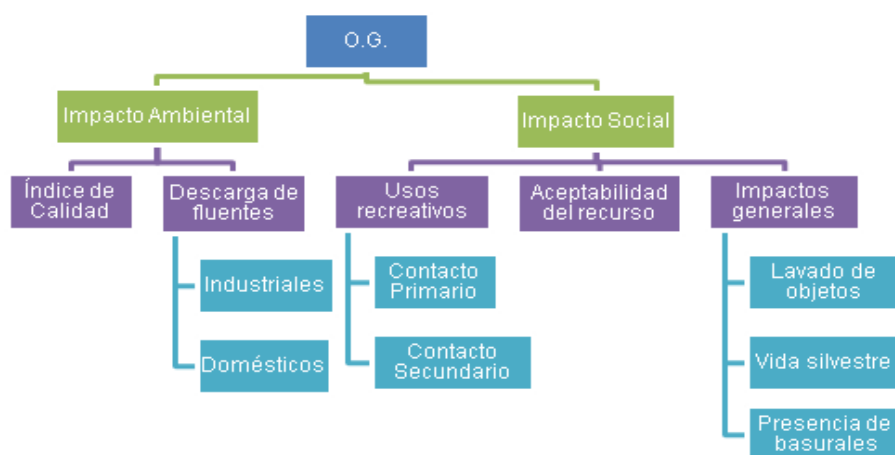 O.G.
Impacto Ambiental
Impacto Social
Índice de
Calidad
Descarga de
fluentes
Usos
recreativos
Aceptabilidad
del recurso
Impactos
generales
Industriales
Domésticos
Contacto
Primario
Contacto
Secundario
Lavado de
objetos
Vida silvestre
Presencia de
basurales